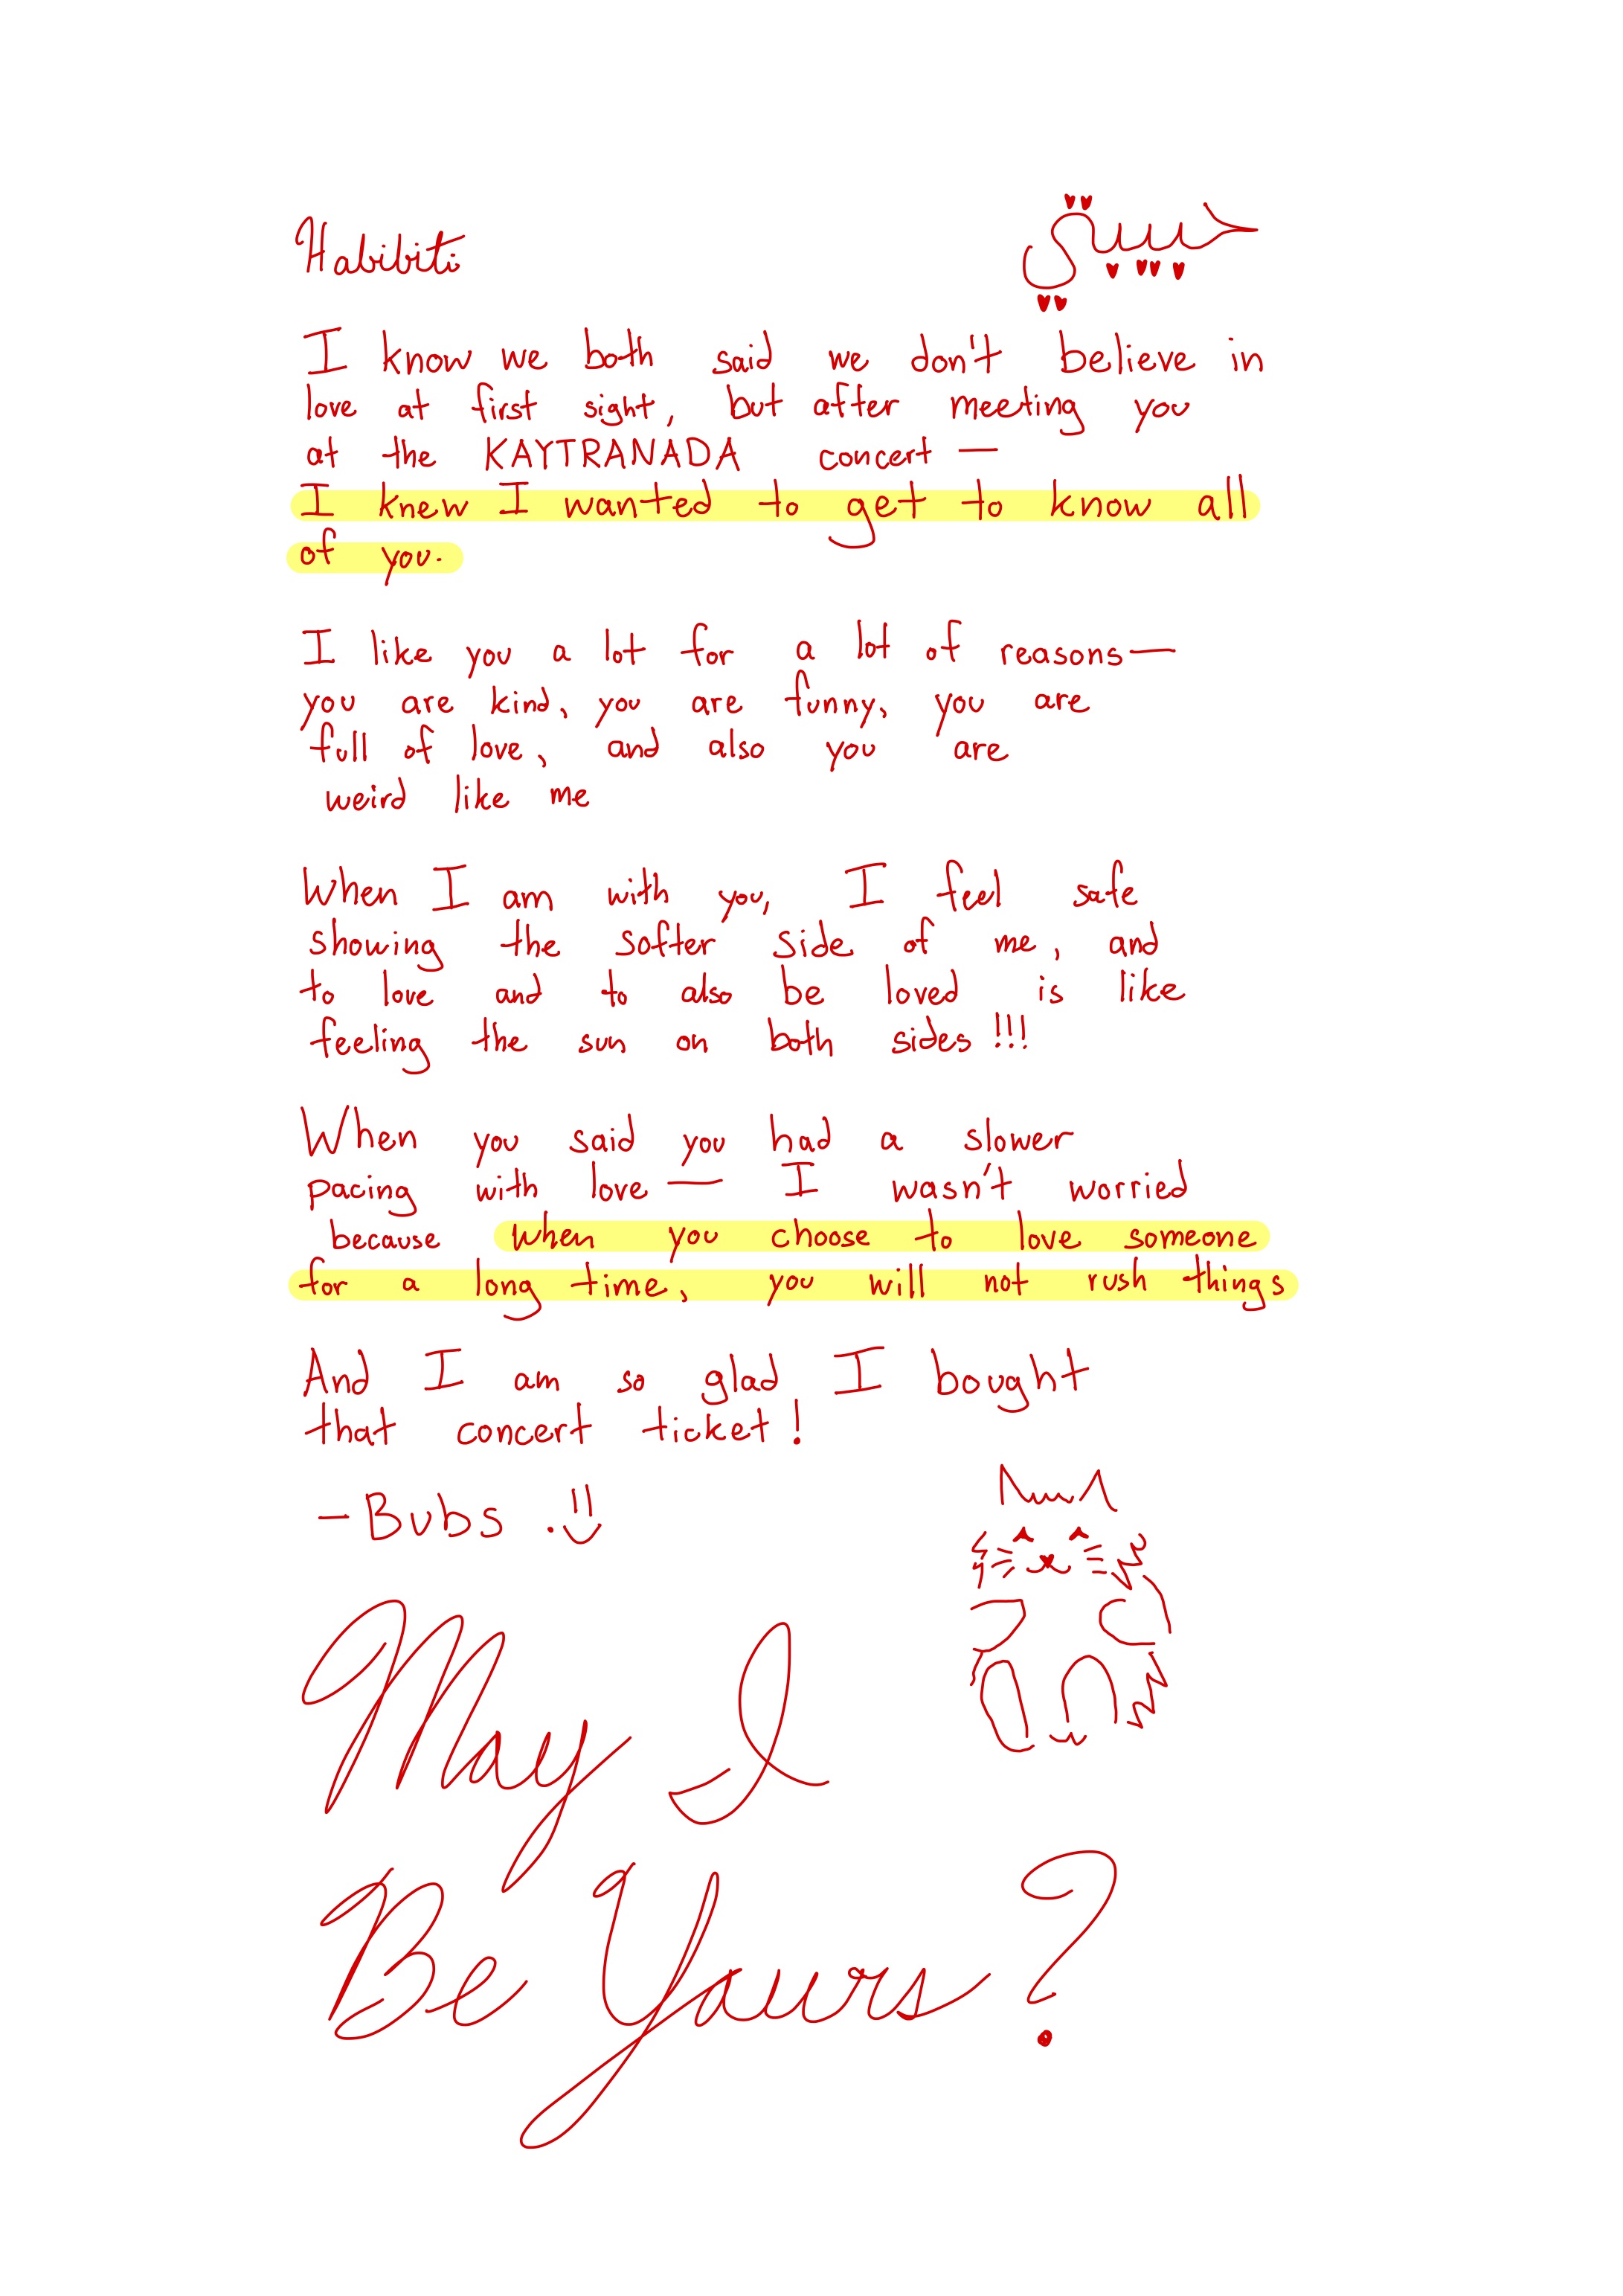 Habibiti
حبيبتي
I know we both said we don't believe in
love at first sight, but after meeting you
at the KAYTRANADA concert —
I knew I wanted to get to know all
of you.
I like you a lot for a lot of reasons —
you are kind, you are funny, you are
full of love, and also you are
weird like me
When I am with you, I feel safe
showing the softer side of me, and
to love and to also be loved is like
feeling the sun on both sides!!!
When you said you had a slower
pacing with love — I wasn't worried
because when you choose to love someone
for a long time, you will not rush things
And I am so glad I bought
that concert ticket!
— Bubs :)
May I
Be Yours?